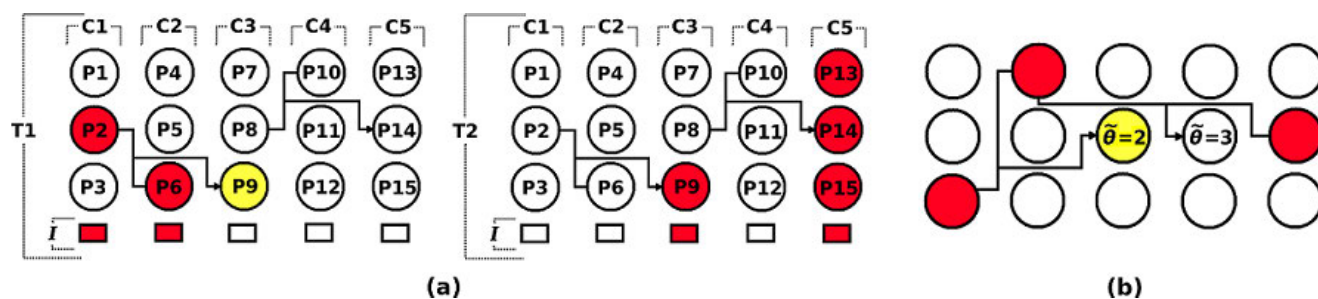 C1 C2 C3 C4 C5 C1 C2 C3 C4 C5
P1 P4 P7 P10 P13 P1 P4 P7 P10 P13
T1 P2 P5 P8 P11 P14 T2 P2 P5 P8 P11 P14 θ̃=2 θ̃=3
P3 P6 P9 P12 P15 P3 P6 P9 P12 P15
I I
(a) (b)